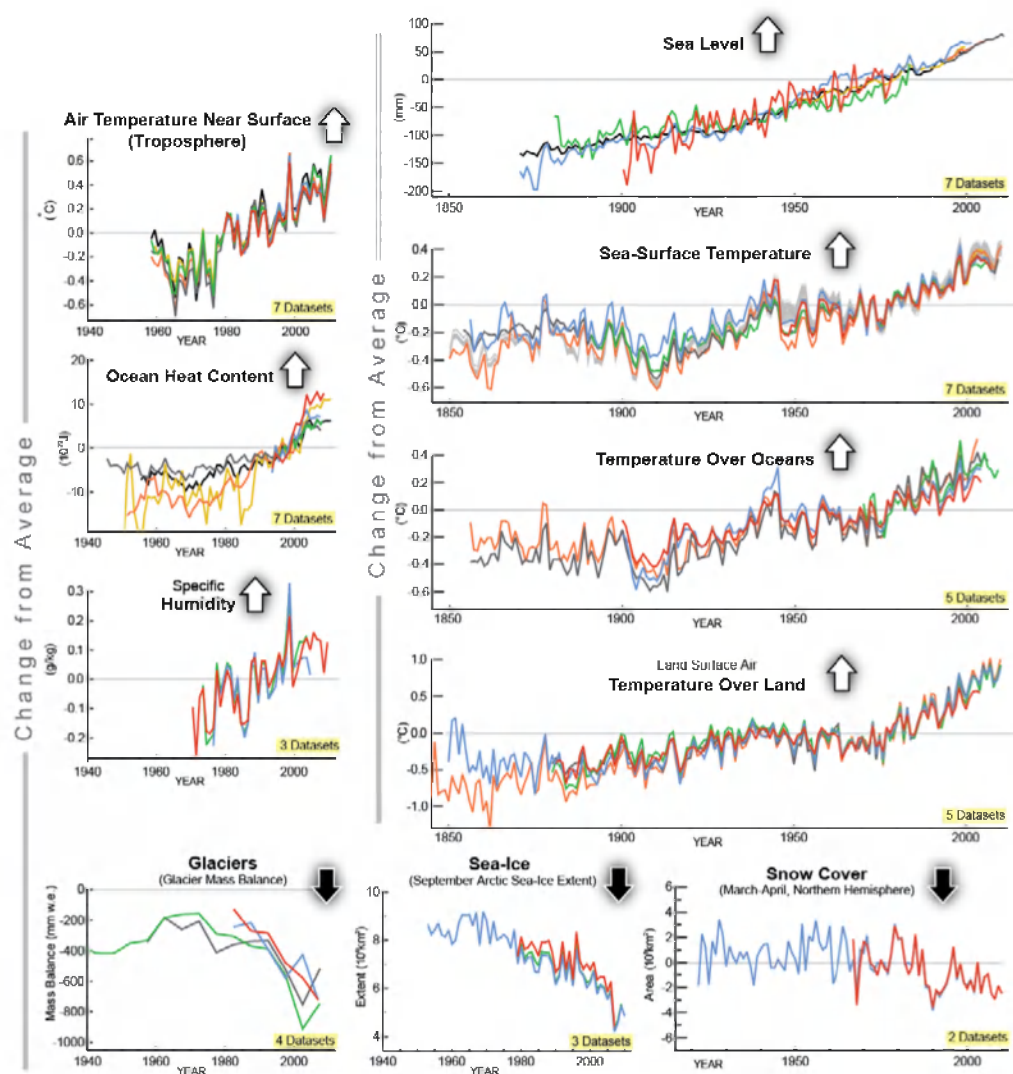 Change from Average
Air Temperature Near Surface
(Troposphere)
(°C)
0.4
0.2
0.0
-0.2
-0.4
-0.6
7 Datasets
1940
1960
1980
2000
YEAR
Ocean Heat Content
(10²²J)
20
10
0
-10
7 Datasets
1940
1960
1980
2000
YEAR
Specific
Humidity
(g/kg)
0.3
0.2
0.1
0.0
-0.1
-0.2
3 Datasets
1940
1960
1980
2000
YEAR
Change from Average
Sea Level
(mm)
100
50
0
-50
-100
-150
-200
7 Datasets
1850
1900
1950
2000
YEAR
Sea-Surface Temperature
(°C)
0.4
0.2
0.0
-0.2
-0.4
-0.6
7 Datasets
1850
1900
1950
2000
YEAR
Temperature Over Oceans
(°C)
0.4
0.2
0.0
-0.2
-0.4
-0.6
5 Datasets
1850
1900
1950
2000
YEAR
Land Surface Air
Temperature Over Land
(°C)
1.0
0.5
0.0
-0.5
-1.0
5 Datasets
1850
1900
1950
2000
YEAR
Glaciers
(Glacier Mass Balance)
Mass Balance (mm w.e.)
0
-200
-400
-600
-800
-1000
4 Datasets
1940
1960
1980
2000
YEAR
Sea-Ice
(September Arctic Sea-Ice Extent)
Extent (10⁶km²)
10
8
6
4
3 Datasets
1940
1960
1980
2000
YEAR
Snow Cover
(March-April, Northern Hemisphere)
Area (10⁶km²)
6
4
2
0
-2
-4
-6
2 Datasets
1900
1950
2000
YEAR